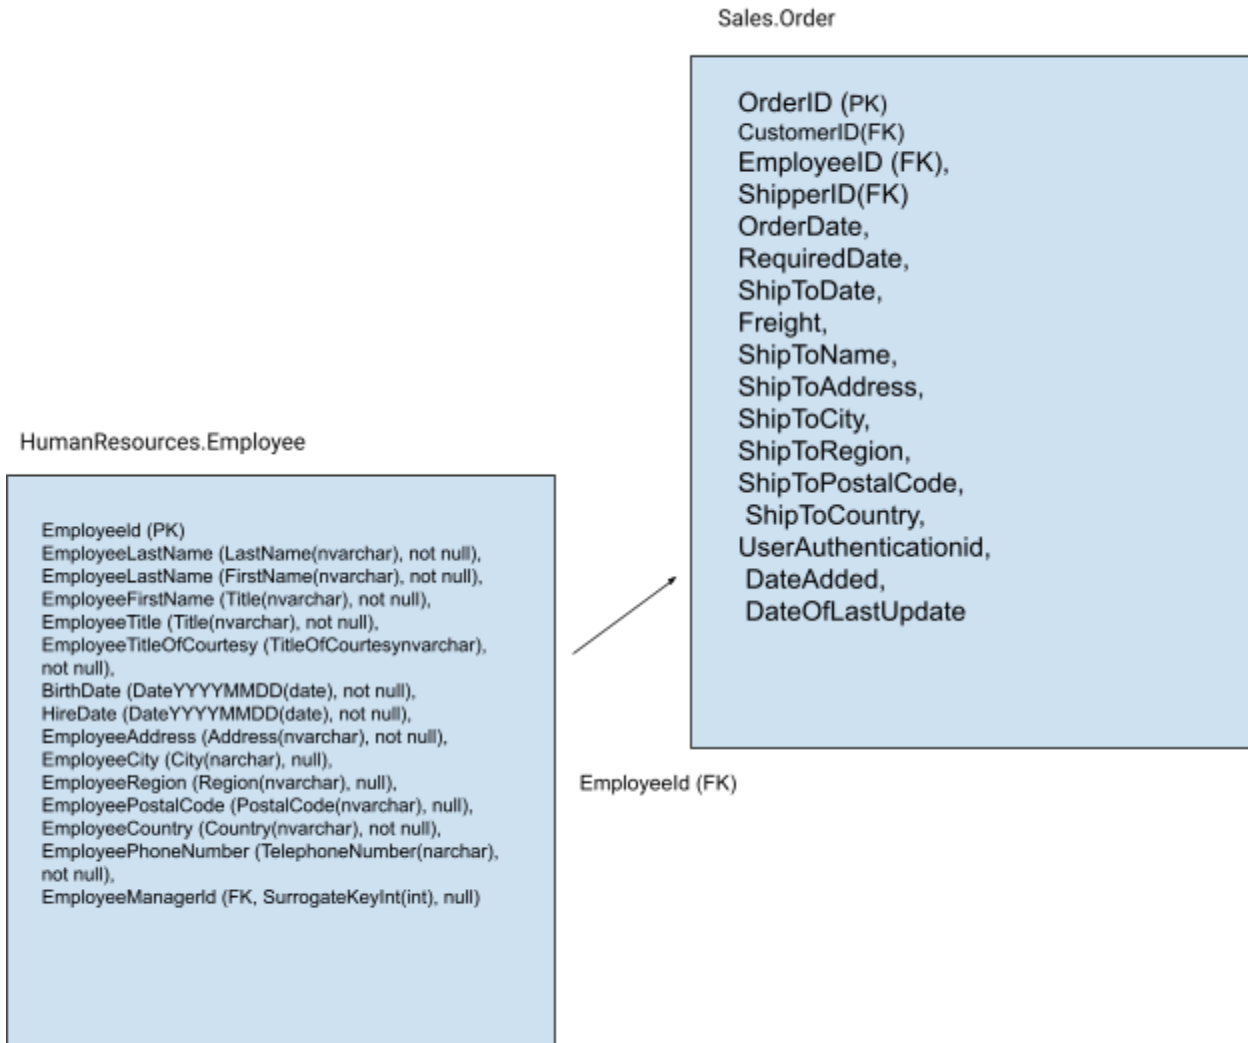 Sales.Order
OrderID (PK)
CustomerID(FK)
EmployeeID (FK),
ShipperID(FK)
OrderDate,
RequiredDate,
ShipToDate,
Freight,
ShipToName,
ShipToAddress,
ShipToCity,
ShipToRegion,
ShipToPostalCode,
ShipToCountry,
UserAuthenticationid,
DateAdded,
DateOfLastUpdate
HumanResources.Employee
EmployeeId (PK)
EmployeeLastName (LastName(nvarchar), not null),
EmployeeLastName (FirstName(nvarchar), not null),
EmployeeFirstName (Title(nvarchar), not null),
EmployeeTitle (Title(nvarchar), not null),
EmployeeTitleOfCourtesy (TitleOfCourtesynvarchar),
not null),
BirthDate (DateYYYYMMDD(date), not null),
HireDate (DateYYYYMMDD(date), not null),
EmployeeAddress (Address(nvarchar), not null),
EmployeeCity (City(narchar), null),
EmployeeRegion (Region(nvarchar), null),
EmployeePostalCode (PostalCode(nvarchar), null),
EmployeeCountry (Country(nvarchar), not null),
EmployeePhoneNumber (TelephoneNumber(narchar),
not null),
EmployeeManagerId (FK, SurrogateKeyInt(int), null)
EmployeeId (FK)